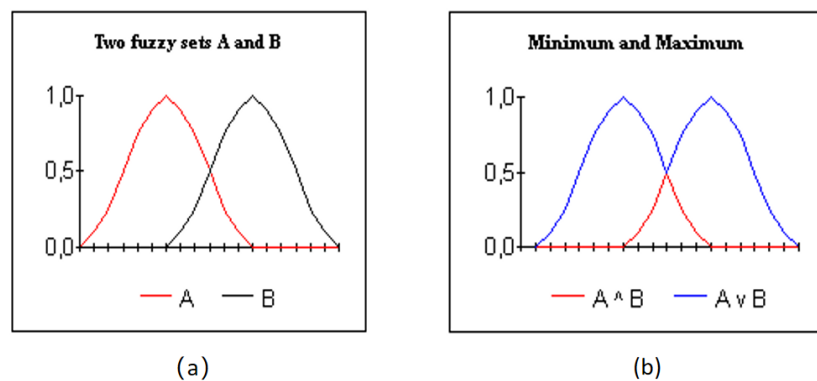 Two fuzzy sets A and B
1,0
0,5
0,0
A B
(a)
Minimum and Maximum
1,0
0,5
0,0
A ^ B A v B
(b)